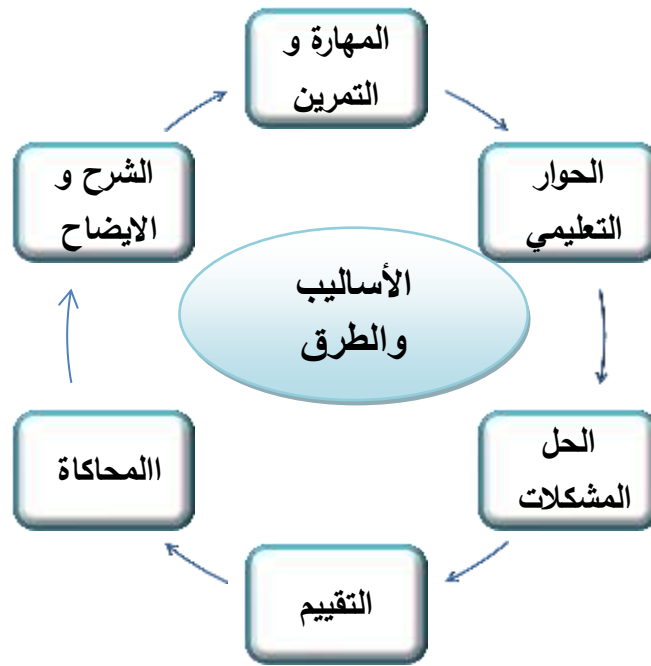 المهارة و
التمرين
الحوار
التعليمي
الحل
المشكلات
التقييم
االمحاكاة
الشرح و
الايضاح
الأساليب
والطرق